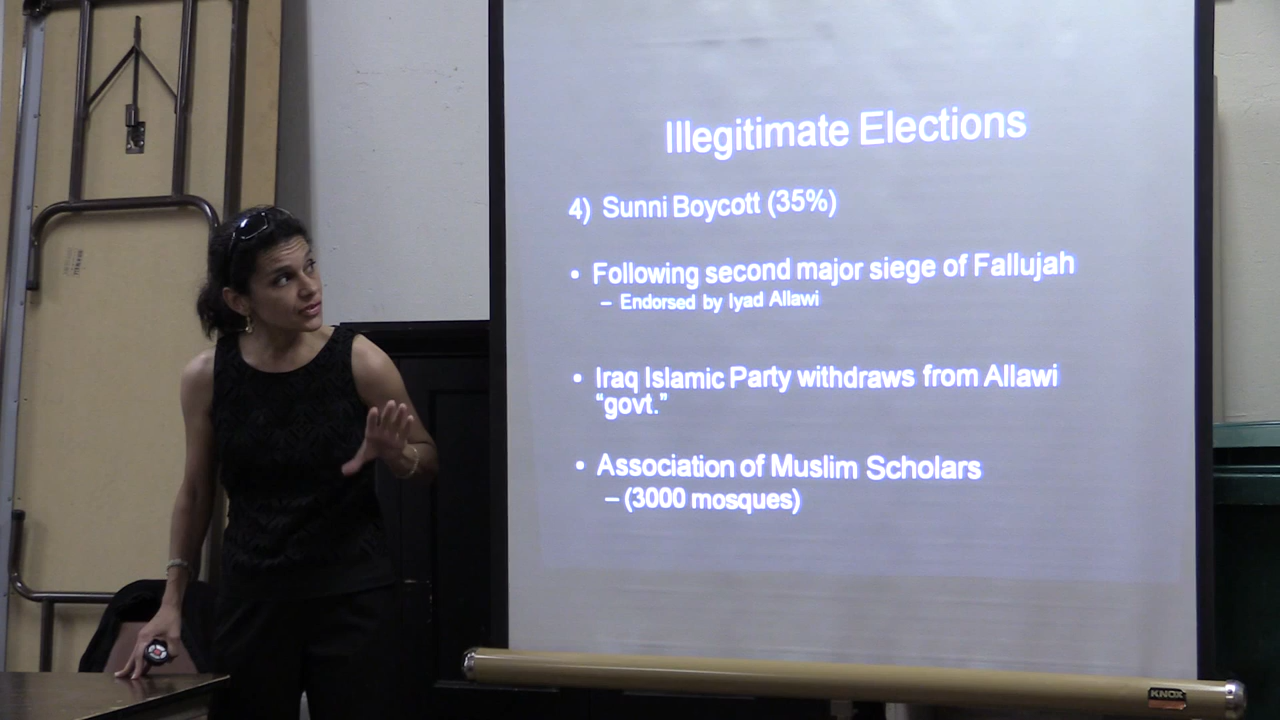 Illegitimate Elections
4) Sunni Boycott (35%)
• Following second major siege of Fallujah
– Endorsed by Iyad Allawi
• Iraq Islamic Party withdraws from Allawi
“govt.”
• Association of Muslim Scholars
– (3000 mosques)
KNOX